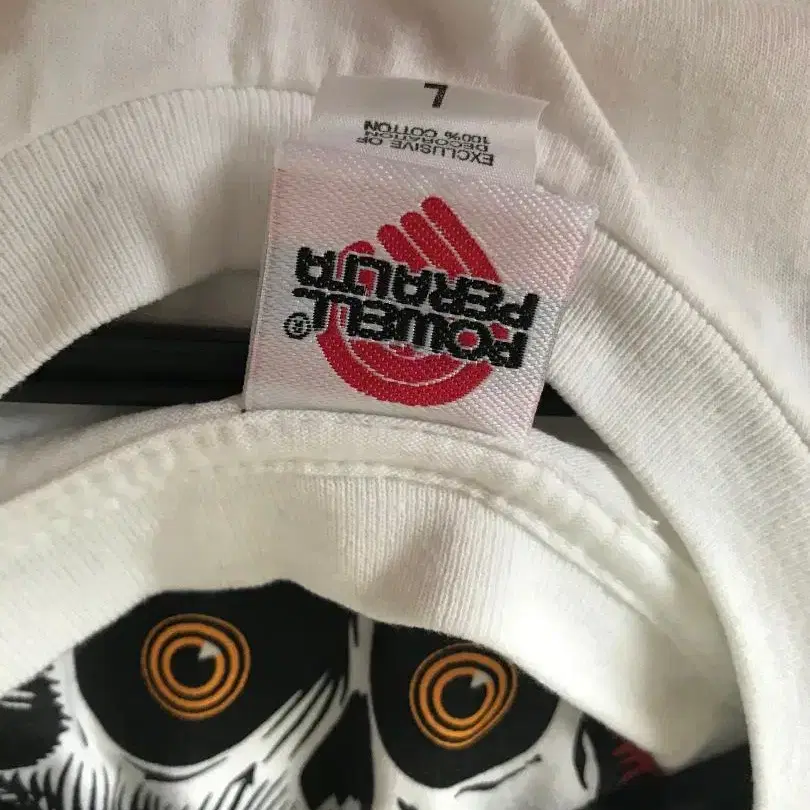 POWELL
PERALTA ®
EXCLUSIVE OF
DECORATION
100% COTTON
L